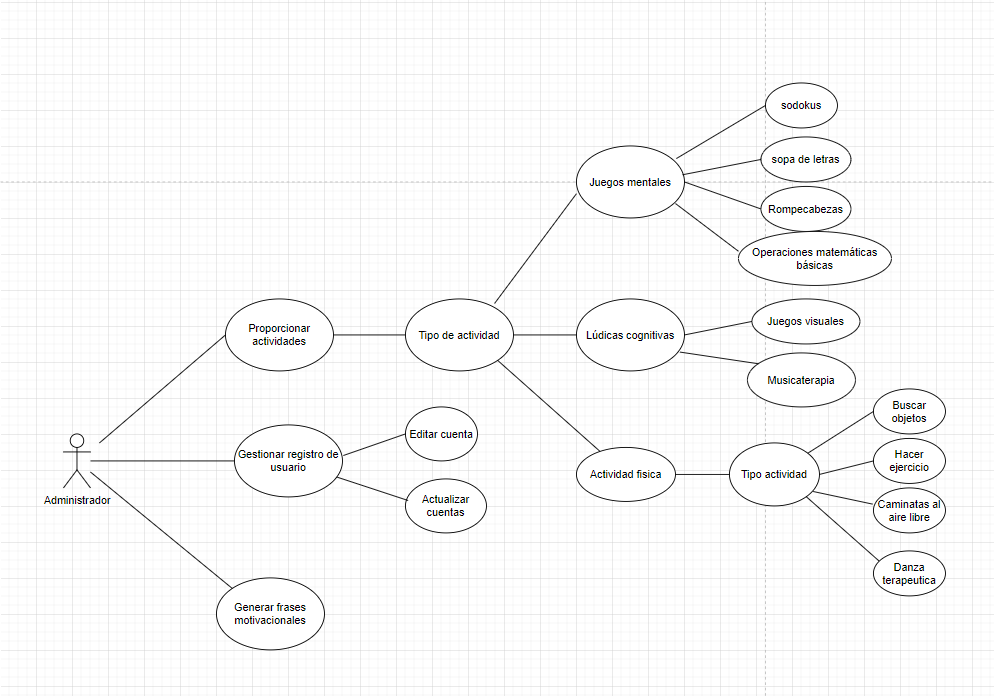 sodokus
sopa de letras
Juegos mentales
Rompecabezas
Operaciones matemáticas
básicas
Proporcionar
actividades
Tipo de actividad
Lúdicas cognitivas
Juegos visuales
Musicaterapia
Buscar
objetos
Editar cuenta
Gestionar registro de
usuario
Actividad fisica
Tipo actividad
Hacer
ejercicio
Administrador
Actualizar
cuentas
Caminatas al
aire libre
Danza
terapeutica
Generar frases
motivacionales